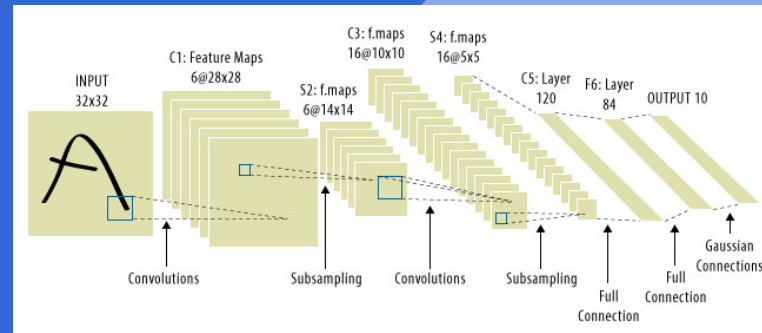 INPUT
32x32
C1: Feature Maps
6@28x28
S2: f.maps
6@14x14
C3: f.maps
16@10x10
S4: f.maps
16@5x5
C5: Layer
120
F6: Layer
84
OUTPUT 10
Convolutions
Subsampling
Convolutions
Subsampling
Full
Connection
Full
Connection
Gaussian
Connections
A